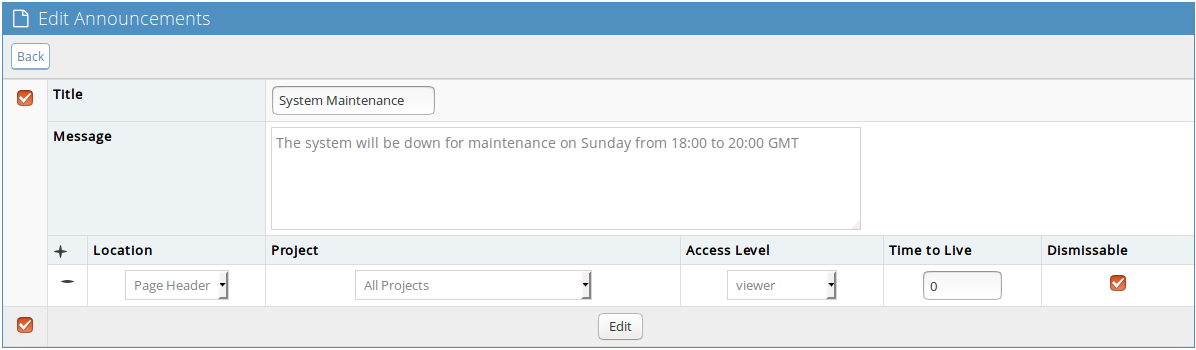 Edit Announcements
Back
Title
System Maintenance
Message
The system will be down for maintenance on Sunday from 18:00 to 20:00 GMT
Location Project Access Level Time to Live Dismissable
Page Header All Projects viewer 0
Edit